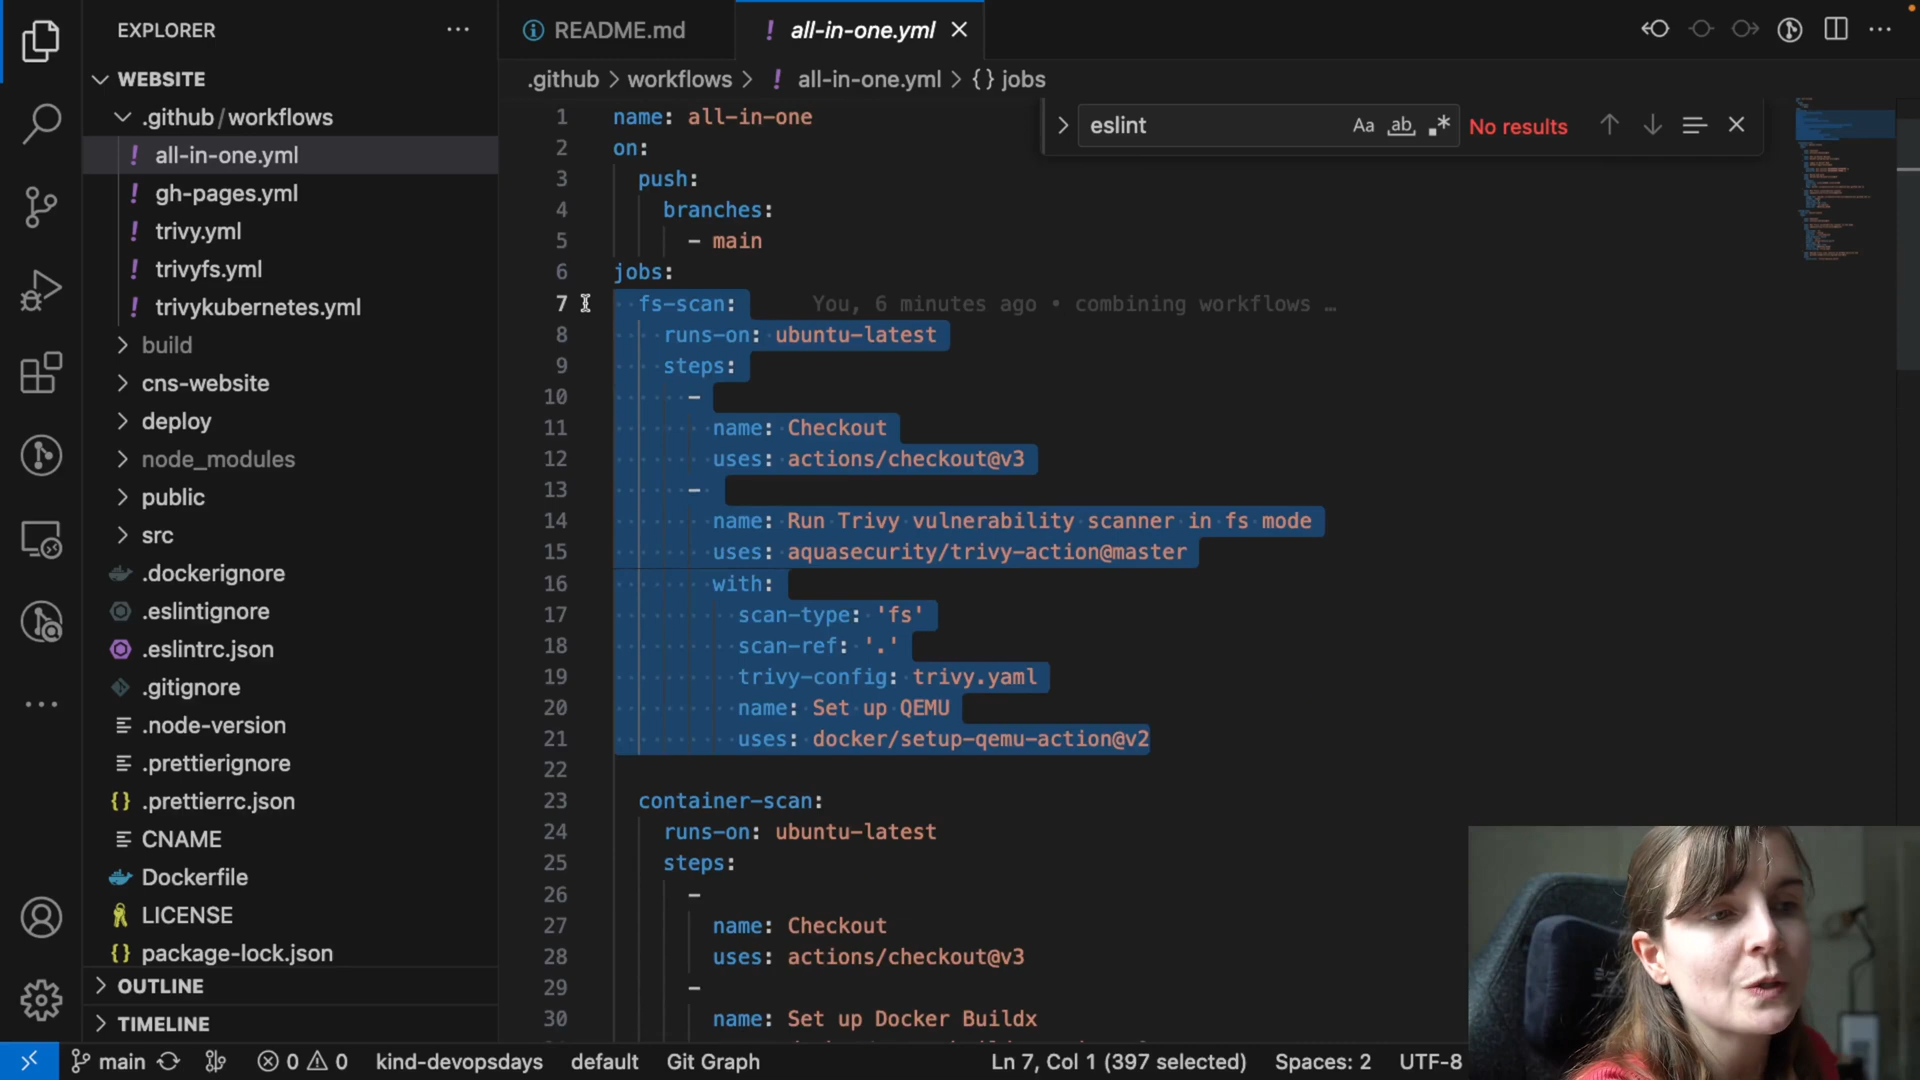 EXPLORER
WEBSITE
.github/workflows
all-in-one.yml
gh-pages.yml
trivy.yml
trivyfs.yml
trivykubernetes.yml
build
cns-website
deploy
node_modules
public
src
.dockerignore
.eslintignore
.eslintrc.json
.gitignore
.node-version
.prettierignore
.prettierrc.json
CNAME
Dockerfile
LICENSE
package-lock.json
OUTLINE
TIMELINE
README.md
all-in-one.yml
.github > workflows > ! all-in-one.yml > {} jobs
eslint
Aa
ab
No results
1 name: all-in-one
2 on:
3 push:
4 branches:
5 - main
6 jobs:
7 fs-scan: You, 6 minutes ago • combining workflows …
8 runs-on: ubuntu-latest
9 steps:
10 -
11 name: Checkout
12 uses: actions/checkout@v3
13 -
14 name: Run Trivy vulnerability scanner in fs mode
15 uses: aquasecurity/trivy-action@master
16 with:
17 scan-type: 'fs'
18 scan-ref: '.'
19 trivy-config: trivy.yaml
20 name: Set up QEMU
21 uses: docker/setup-qemu-action@v2
22
23 container-scan:
24 runs-on: ubuntu-latest
25 steps:
26 -
27 name: Checkout
28 uses: actions/checkout@v3
29 -
30 name: Set up Docker Buildx
main 0 0 kind-devopsdays default Git Graph Ln 7, Col 1 (397 selected) Spaces: 2 UTF-8